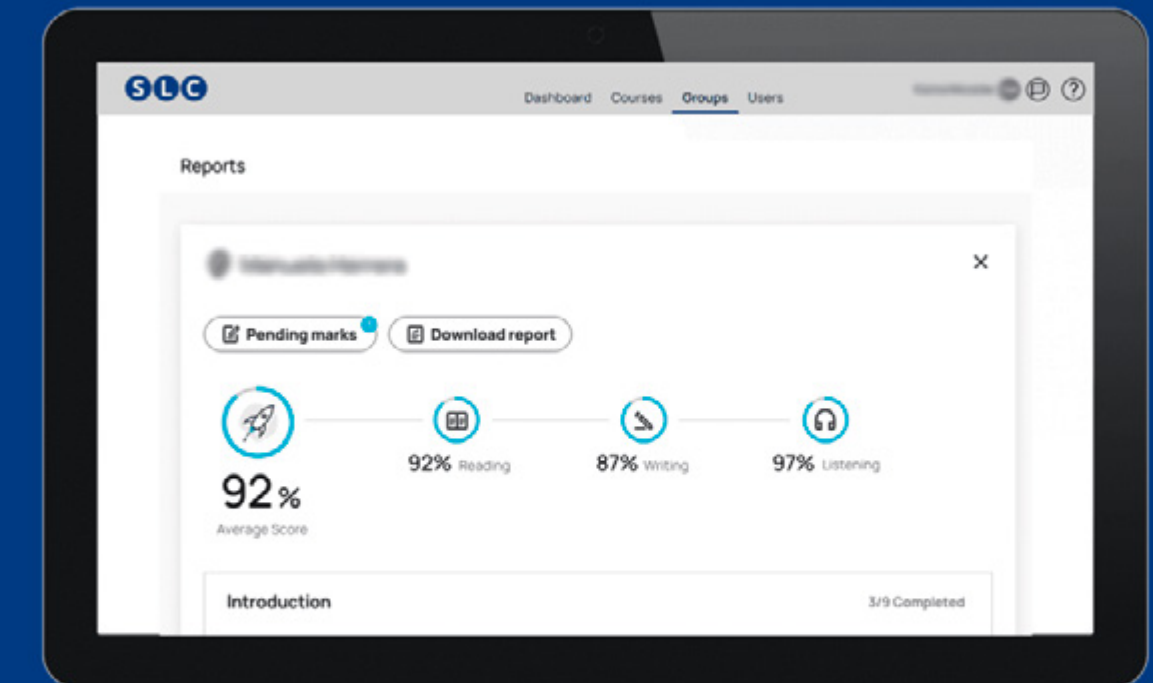 SLC
Dashboard Courses Groups Users
Reports
Pending marks
Download report
92% Reading
87% Writing
97% Listening
92%
Average Score
Introduction
3/9 Completed